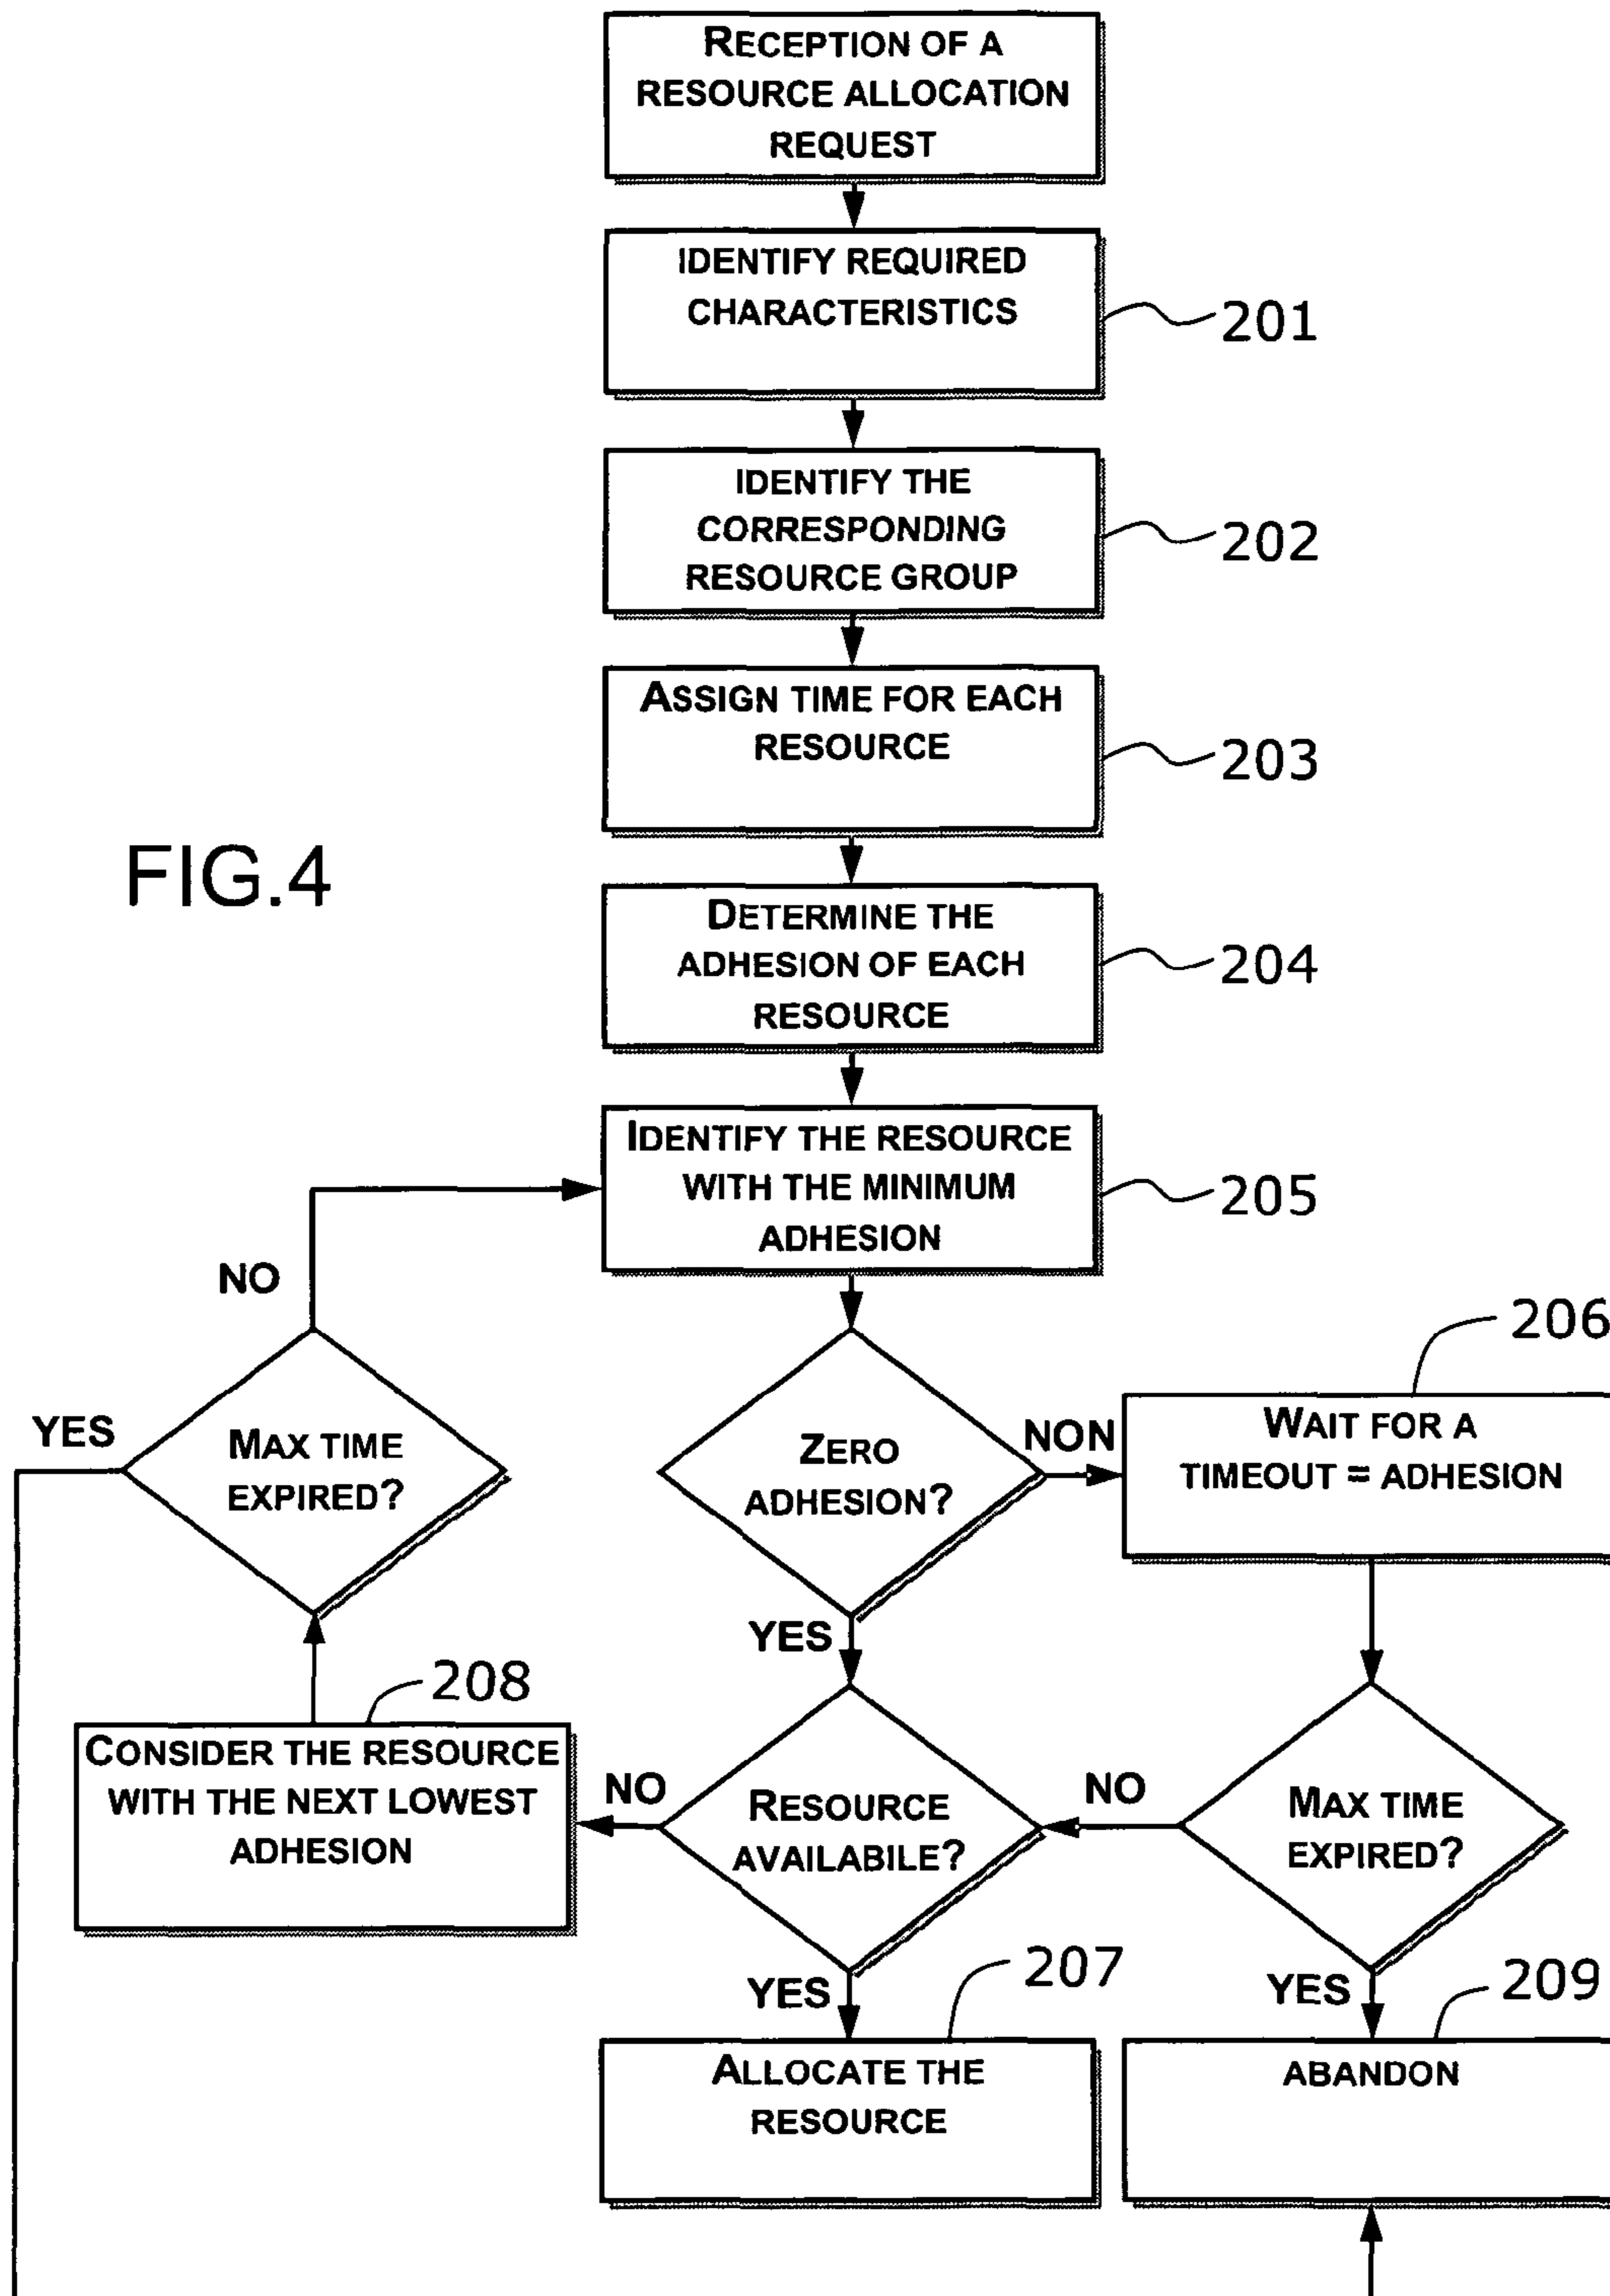 RECEPTION OF A
RESOURCE ALLOCATION
REQUEST
IDENTIFY REQUIRED
CHARACTERISTICS
201
IDENTIFY THE
CORRESPONDING
RESOURCE GROUP
202
ASSIGN TIME FOR EACH
RESOURCE
203
FIG.4
DETERMINE THE
ADHESION OF EACH
RESOURCE
204
IDENTIFY THE RESOURCE
WITH THE MINIMUM
ADHESION
205
NO
206
YES
MAX TIME
EXPIRED?
ZERO
ADHESION?
NON
WAIT FOR A
TIMEOUT = ADHESION
YES
208
CONSIDER THE RESOURCE
WITH THE NEXT LOWEST
ADHESION
NO
RESOURCE
AVAILABILE?
NO
MAX TIME
EXPIRED?
YES
207
YES
209
ALLOCATE THE
RESOURCE
ABANDON